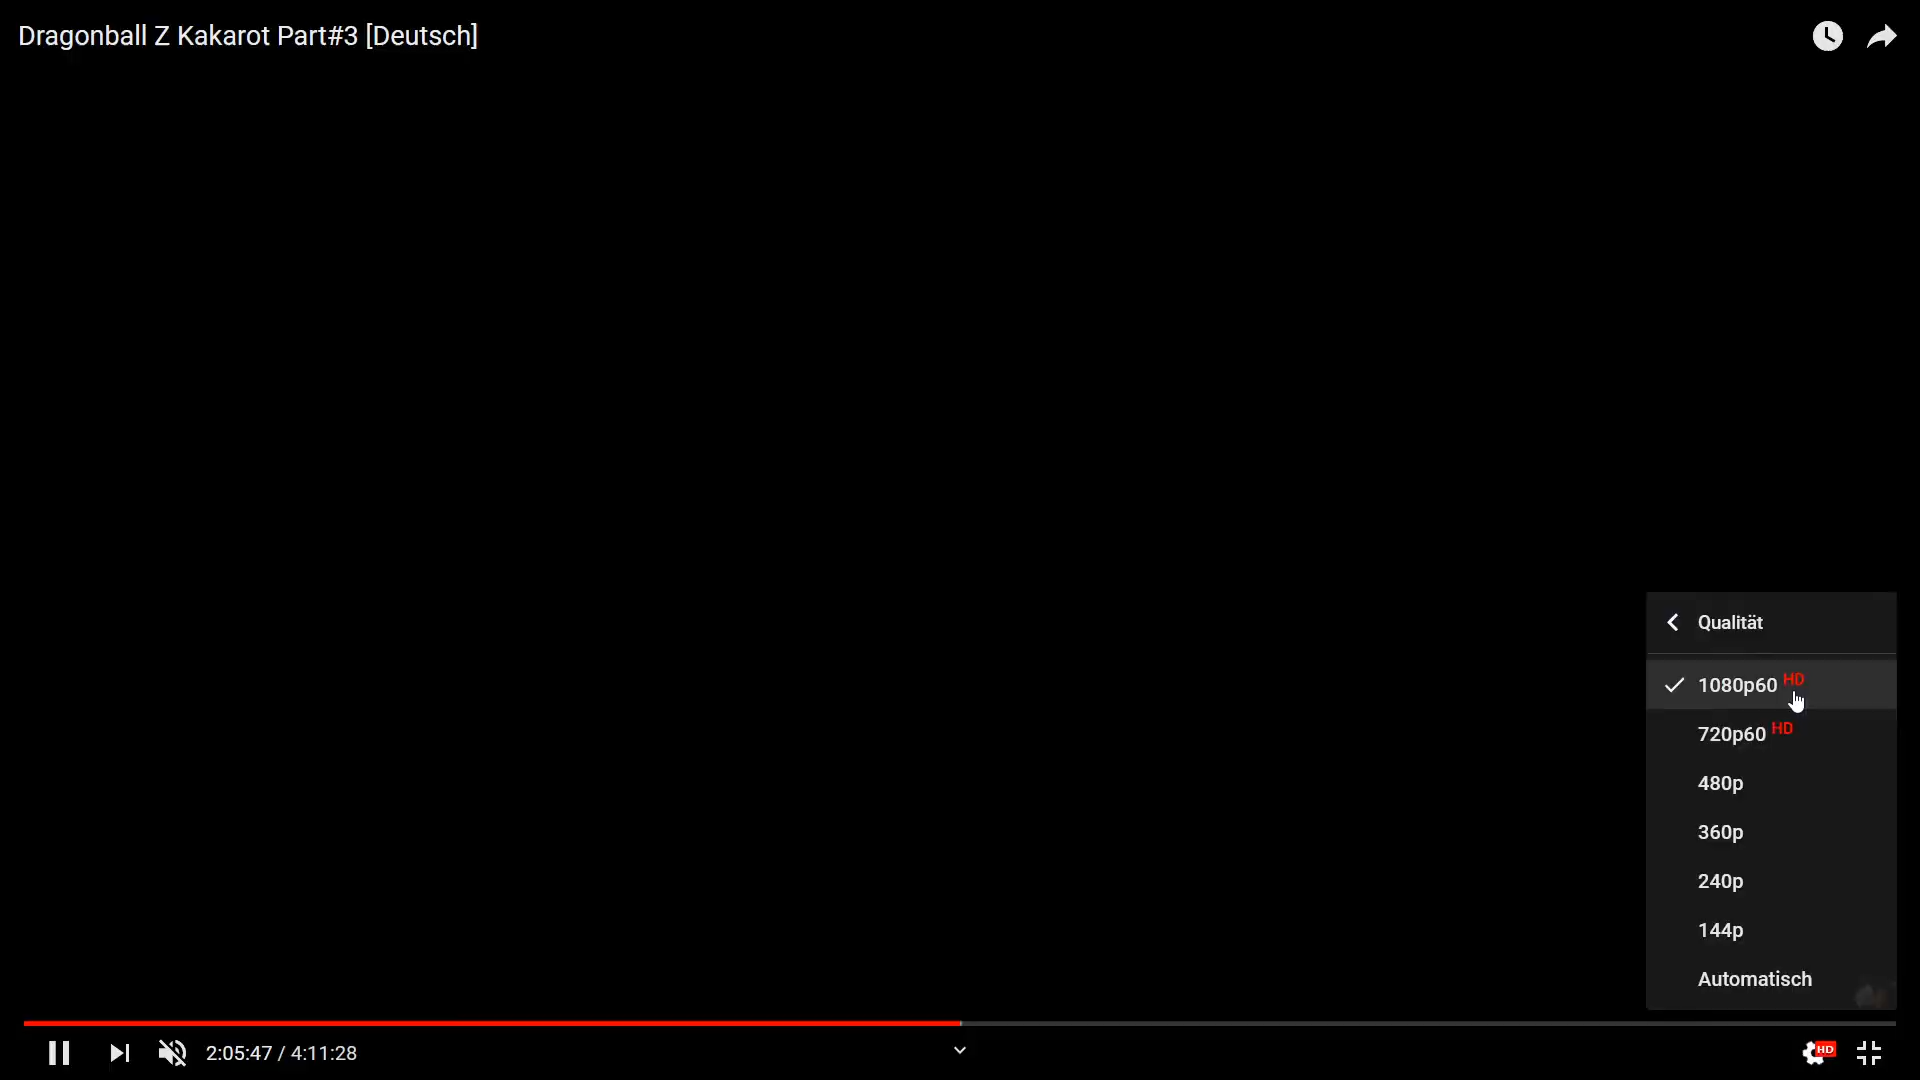 Dragonball Z Kakarot Part#3 [Deutsch]
Qualität
1080p60 HD
720p60 HD
480p
360p
240p
144p
Automatisch
2:05:47 / 4:11:28
HD